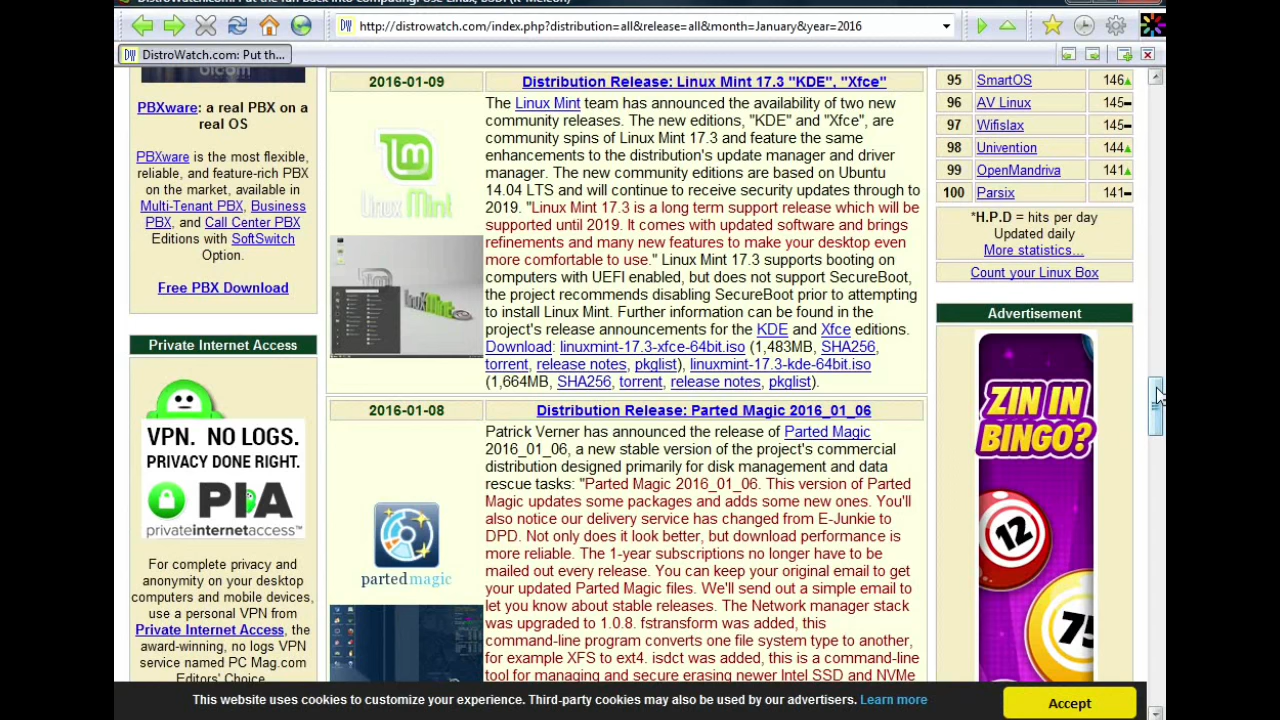 http://distrowatch.com/index.php?distribution=all&release=all&month=January&year=2016
DistroWatch.com: Put th...
PBXware: a real PBX on a
real OS
PBXware is the most flexible,
reliable, and feature-rich PBX
on the market, available in
Multi-Tenant PBX, Business
PBX, and Call Center PBX
Editions with SoftSwitch
Option.
Free PBX Download
Private Internet Access
VPN. NO LOGS.
PRIVACY DONE RIGHT.
PIA
privateinternetaccess
For complete privacy and
anonymity on your desktop
computers and mobile devices,
use a personal VPN from
Private Internet Access, the
award-winning, no logs VPN
service named PC Mag.com
Editors' Choice.
2016-01-09
Distribution Release: Linux Mint 17.3 "KDE", "Xfce"
Linux Mint
The Linux Mint team has announced the availability of two new
community releases. The new editions, "KDE" and "Xfce", are
community spins of Linux Mint 17.3 and feature the same
enhancements to the distribution's update manager and driver
manager. The new community editions are based on Ubuntu
14.04 LTS and will continue to receive security updates through to
2019. "Linux Mint 17.3 is a long term support release which will be
supported until 2019. It comes with updated software and brings
refinements and many new features to make your desktop even
more comfortable to use." Linux Mint 17.3 supports booting on
computers with UEFI enabled, but does not support SecureBoot,
the project recommends disabling SecureBoot prior to attempting
to install Linux Mint. Further information can be found in the
project's release announcements for the KDE and Xfce editions.
Download: linuxmint-17.3-xfce-64bit.iso (1,483MB, SHA256,
torrent, release notes, pkglist), linuxmint-17.3-kde-64bit.iso
(1,664MB, SHA256, torrent, release notes, pkglist).
2016-01-08
Distribution Release: Parted Magic 2016_01_06
partedmagic
Patrick Verner has announced the release of Parted Magic
2016_01_06, a new stable version of the project's commercial
distribution designed primarily for disk management and data
rescue tasks: "Parted Magic 2016_01_06. This version of Parted
Magic updates some packages and adds some new ones. You'll
also notice our delivery service has changed from E-Junkie to
DPD. Not only does it look better, but download performance is
more reliable. The 1-year subscriptions no longer have to be
mailed out every release. You can keep your original email to get
your updated Parted Magic files. We'll send out a simple email to
let you know about stable releases. The Network manager stack
was upgraded to 1.0.8. fstransform was added, this
command-line program converts one file system type to another,
for example XFS to ext4. isdct was added, this is a command-line
tool for managing and secure erasing newer Intel SSD and NVMe
95 SmartOS 146
96 AV Linux 145
97 Wifislax 145
98 Univention 144
99 OpenMandriva 141
100 Parsix 141
*H.P.D = hits per day
Updated daily
More statistics...
Count your Linux Box
Advertisement
ZIN IN
BINGO?
12
75
This website uses cookies to customize your experience. Third-party cookies may also be used by our advertisers. Learn more
Accept